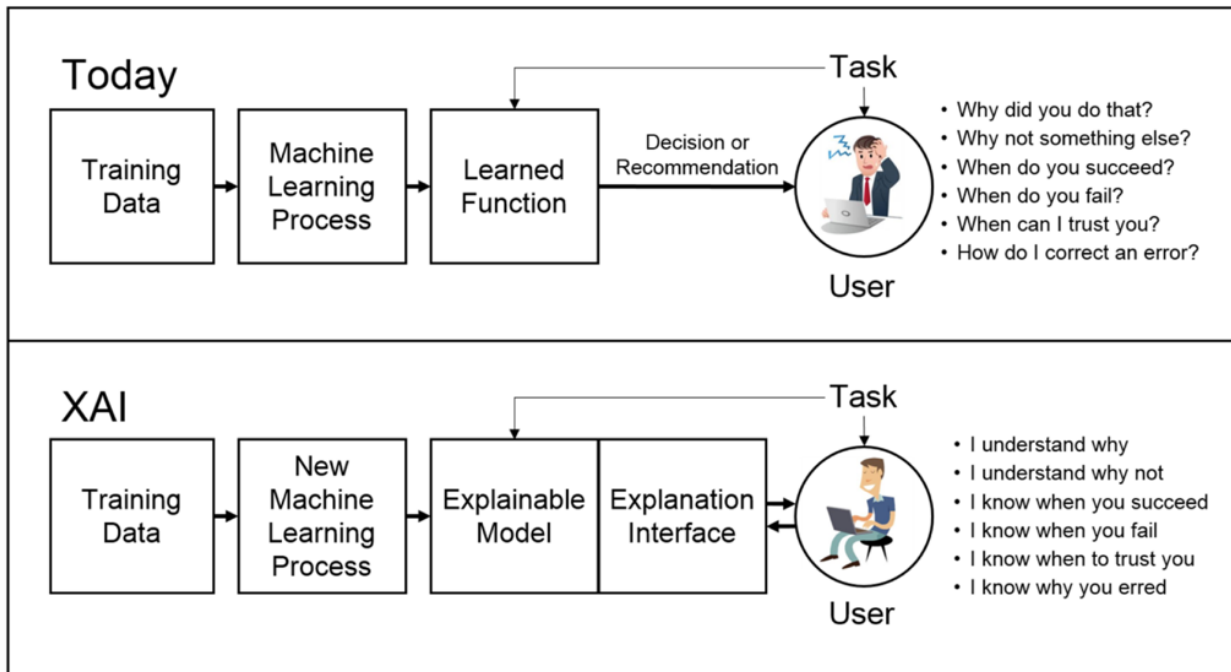 Today
Task
Training
Data
Machine
Learning
Process
Learned
Function
Decision or
Recommendation
User
• Why did you do that?
• Why not something else?
• When do you succeed?
• When do you fail?
• When can I trust you?
• How do I correct an error?
XAI
Task
Training
Data
New
Machine
Learning
Process
Explainable
Model
Explanation
Interface
User
• I understand why
• I understand why not
• I know when you succeed
• I know when you fail
• I know when to trust you
• I know why you erred